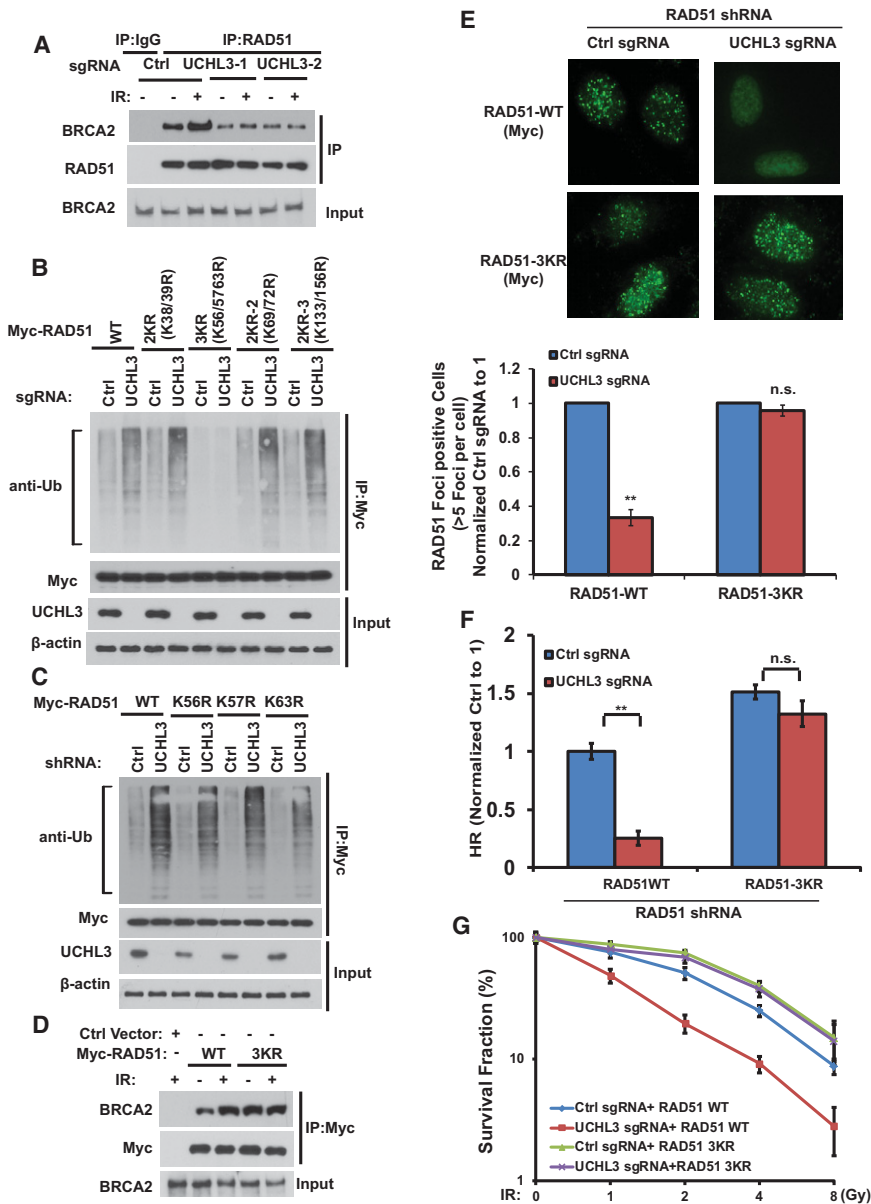 A
IP:IgG IP:RAD51
sgRNA Ctrl UCHL3-1 UCHL3-2
IR: - - + - + - +
BRCA2
RAD51
IP
BRCA2
Input
B
Myc-RAD51
WT
2KR (K38/39R)
3KR (K56/5763R)
2KR-2 (K69/72R)
2KR-3 (K133/156R)
sgRNA:
Ctrl UCHL3 Ctrl UCHL3 Ctrl UCHL3 Ctrl UCHL3 Ctrl UCHL3
anti-Ub
IP:Myc
Myc
UCHL3
β-actin
Input
C
Myc-RAD51 WT K56R K57R K63R
shRNA:
Ctrl UCHL3 Ctrl UCHL3 Ctrl UCHL3 Ctrl UCHL3
anti-Ub
IP:Myc
Myc
UCHL3
β-actin
Input
D
Ctrl Vector: + - - - -
Myc-RAD51: - WT 3KR
IR: + - + - +
BRCA2
Myc
IP:Myc
BRCA2
Input
E
RAD51 shRNA
Ctrl sgRNA UCHL3 sgRNA
RAD51-WT
(Myc)
RAD51-3KR
(Myc)
RAD51 Foci positive Cells
(>5 Foci per cell)
Normalized Ctrl sgRNA to 1
1.2
1
0.8
0.6
0.4
0.2
0
Ctrl sgRNA
UCHL3 sgRNA
**
n.s.
RAD51-WT RAD51-3KR
F
HR (Normalized Ctrl to 1)
2
1.5
1
0.5
0
Ctrl sgRNA
UCHL3 sgRNA
**
n.s.
RAD51WT RAD51-3KR
RAD51 shRNA
G
Survival Fraction (%)
100
10
1
Ctrl sgRNA+ RAD51 WT
UCHL3 sgRNA+ RAD51 WT
Ctrl sgRNA+ RAD51 3KR
UCHL3 sgRNA+RAD51 3KR
IR: 0 1 2 4 8 (Gy)